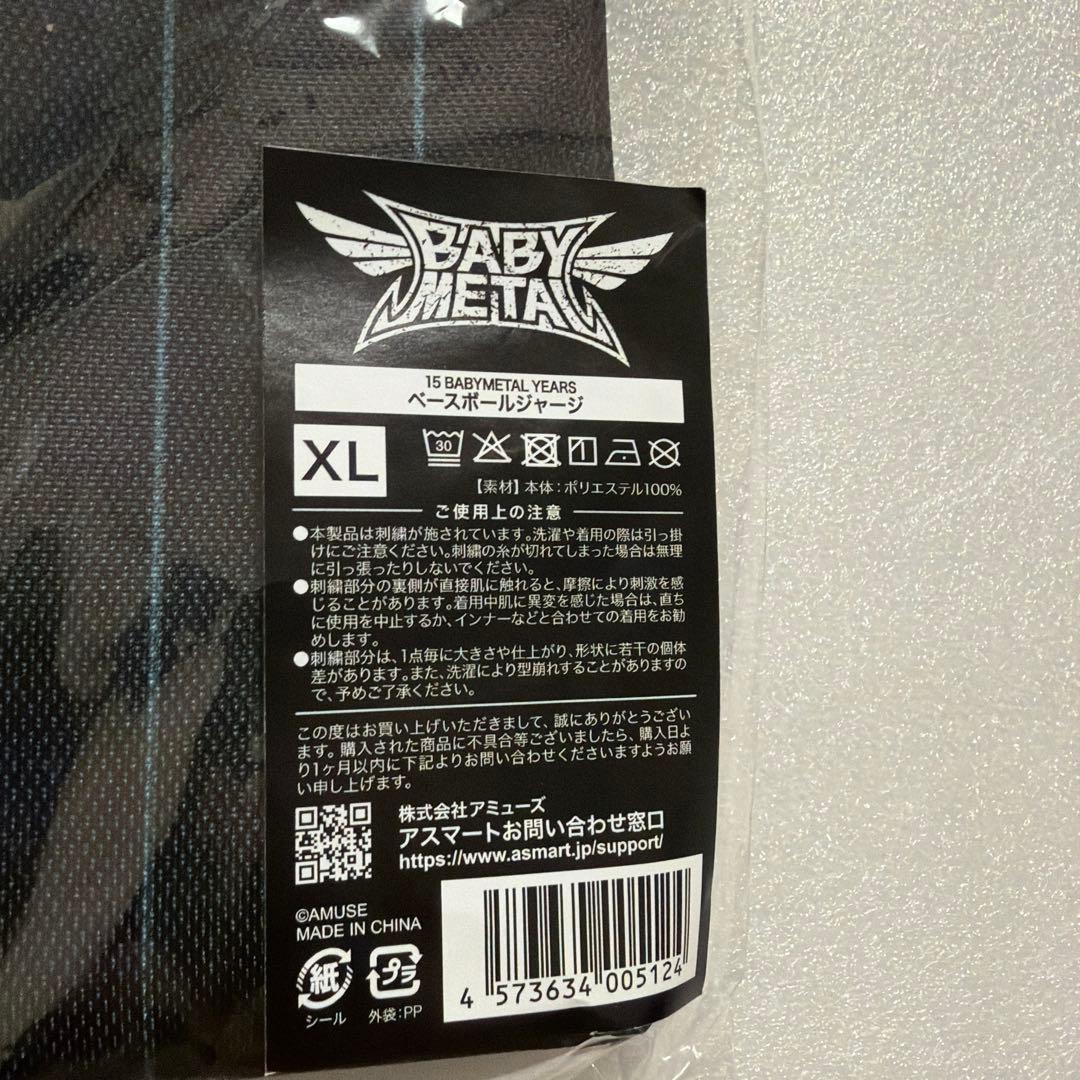 BABY
METAL
15 BABYMETAL YEARS
ベースボールジャージ
XL
30
【素材】本体:ポリエステル100%
ご使用上の注意
●本製品は刺繍が施されています。洗濯や着用の際は引っ掛
けにご注意ください。刺繍の糸が切れてしまった場合は無理
に引っ張ったりしないでください。
●刺繍部分の裏側が直接肌に触れると、摩擦により刺激を感
じることがあります。着用中肌に異変を感じた場合は、直ち
に使用を中止するか、インナーなどと合わせての着用をお勧
めします。
●刺繍部分は、1点毎に大きさや仕上がり、形状に若干の個体
差があります。また、洗濯により型崩れすることがありますの
で、予めご了承ください。
この度はお買い上げいただきまして、誠にありがとうござい
ます。購入された商品に不具合等ございましたら、購入日よ
り1ヶ月以内に下記よりお問い合わせくださいますようお願
い申し上げます。
株式会社アミューズ
アスマートお問い合わせ窓口
https://www.asmart.jp/support/
©AMUSE
MADE IN CHINA
紙
シール
プラ
外袋:PP
4 573634 005124